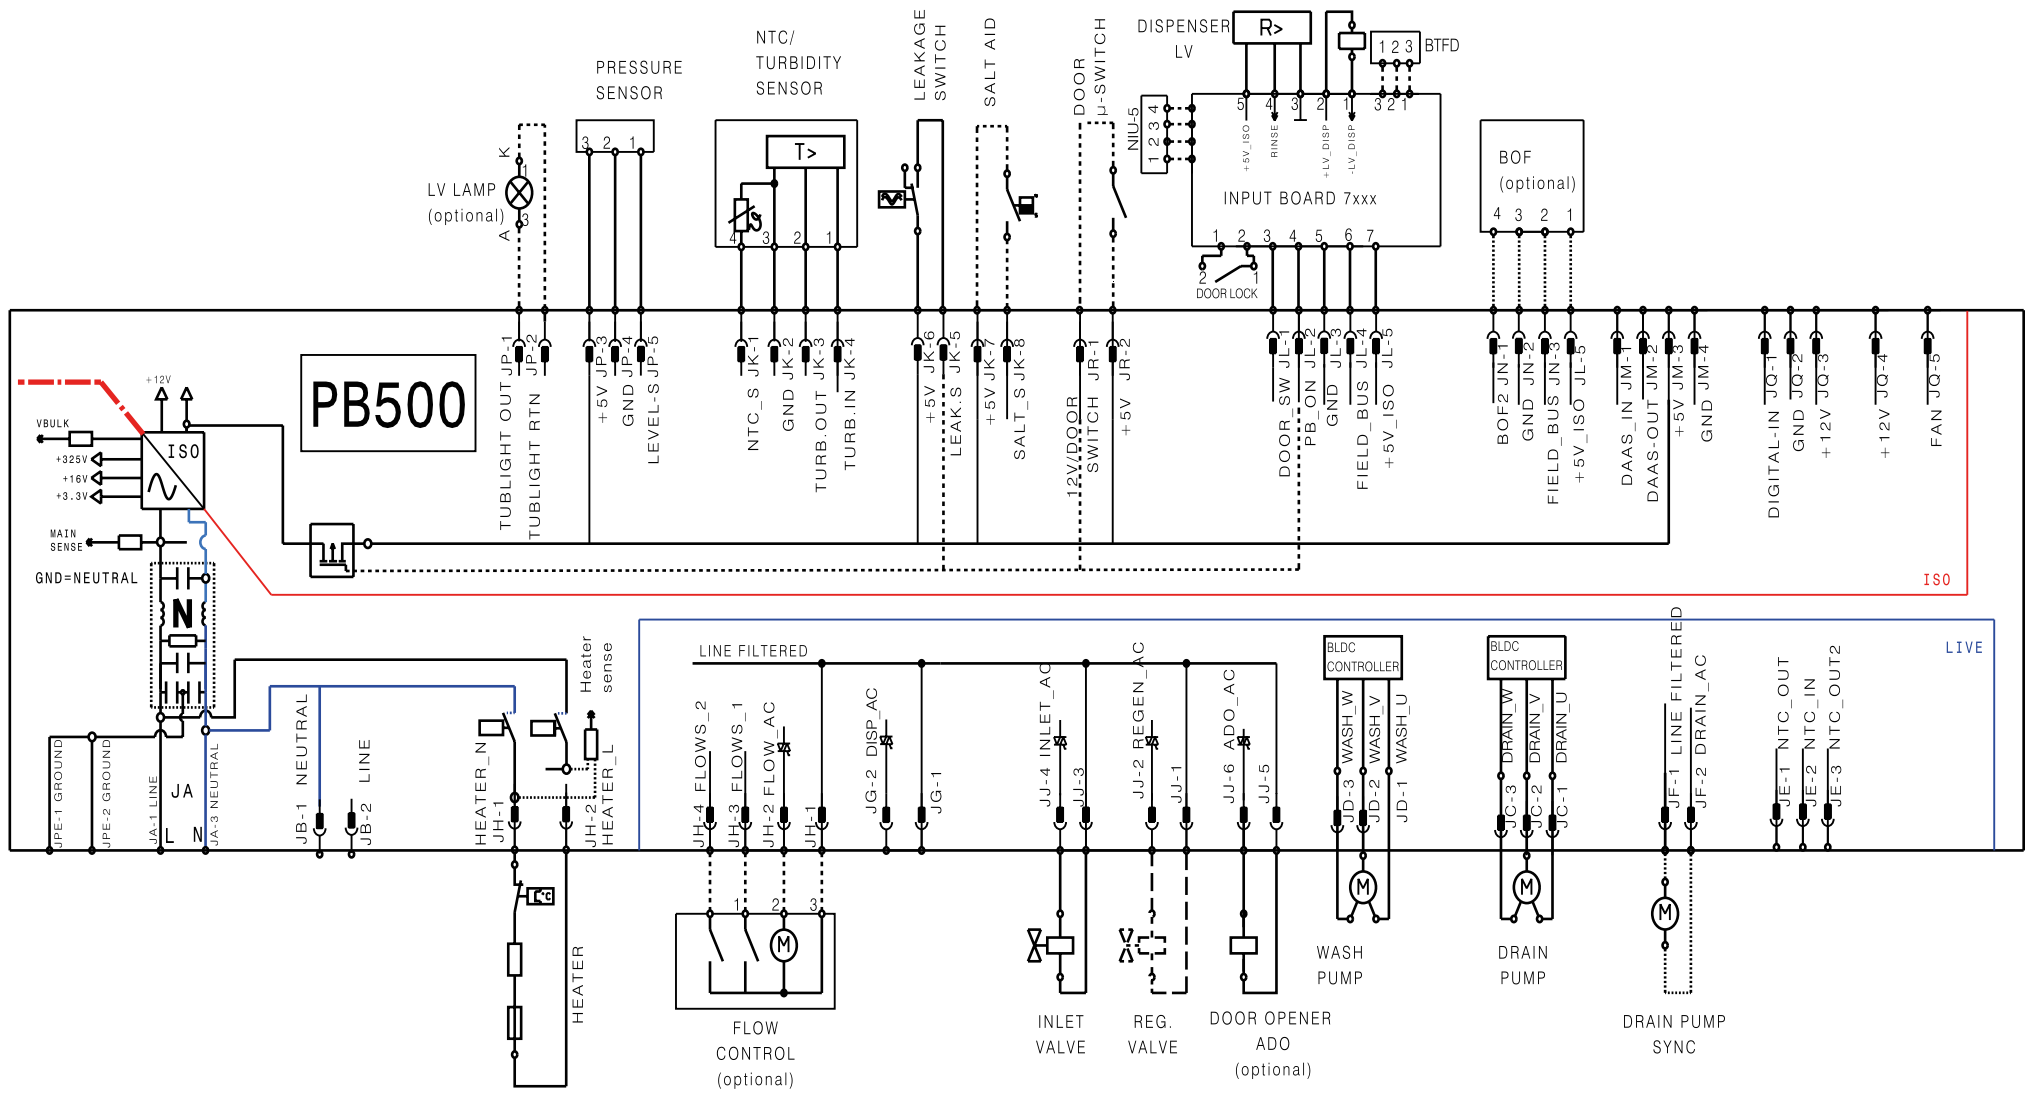 PRESSURE
SENSOR
NTC/
TURBIDITY
SENSOR
LEAKAGE
SWITCH
SALT AID
DOOR
µ-SWITCH
DISPENSER
LV
R>
1 2 3
BTFD
NIU-5
1 2 3 4
5 4 3 2 1
3 2 1
+5V_ISO
RINSE
+LV_DISP
-LV_DISP
INPUT BOARD 7xxx
1 2 3 4 5 6 7
2 1
DOOR LOCK
BOF
(optional)
4 3 2 1
K
1
LV LAMP
(optional)
A
3
3 2 1
T>
4 3 2 1
PB500
TUBLIGHT OUT JP-1
TUBLIGHT RTN JP-2
+5V JP-3
GND JP-4
LEVEL-S JP-5
NTC_S JK-1
GND JK-2
TURB.OUT JK-3
TURB.IN JK-4
+5V JK-6
LEAK.S JK-5
+5V JK-7
SALT_S JK-8
12V/DOOR
SWITCH JR-1
+5V JR-2
DOOR_SW JL-1
PB_ON JL-2
GND JL-3
FIELD_BUS JL-4
+5V_ISO JL-5
BOF2 JN-1
GND JN-2
FIELD_BUS JN-3
+5V_ISO JL-5
DAAS_IN JM-1
DAAS-OUT JM-2
+5V JM-3
GND JM-4
DIGITAL-IN JQ-1
GND JQ-2
+12V JQ-3
+12V JQ-4
FAN JQ-5
+12V
VBULK
+325V
+16V
+3.3V
ISO
MAIN
SENSE
GND=NEUTRAL
N
ISO
LIVE
JPE-1 GROUND
JPE-2 GROUND
JA-1 LINE
JA
L N
JA-3 NEUTRAL
JB-1 NEUTRAL
JB-2 LINE
HEATER_N
JH-1
Heater
sense
JH-2
HEATER_L
LINE FILTERED
JH-4 FLOWS_2
JH-3 FLOWS_1
JH-2 FLOW_AC
JH-1
JG-2 DISP_AC
JG-1
JJ-4 INLET_AC
JJ-3
JJ-2 REGEN_AC
JJ-1
JJ-6 ADO_AC
JJ-5
BLDC
CONTROLLER
JD-3 WASH_W
JD-2 WASH_V
JD-1 WASH_U
BLDC
CONTROLLER
JC-3 DRAIN_W
JC-2 DRAIN_V
JC-1 DRAIN_U
JF-1 LINE_FILTERED
JF-2 DRAIN_AC
JE-1 NTC_OUT
JE-2 NTC_IN
JE-3 NTC_OUT2
°C
HEATER
1 2 3
M
FLOW
CONTROL
(optional)
INLET
VALVE
REG.
VALVE
DOOR OPENER
ADO
(optional)
M
WASH
PUMP
M
DRAIN
PUMP
M
DRAIN PUMP
SYNC